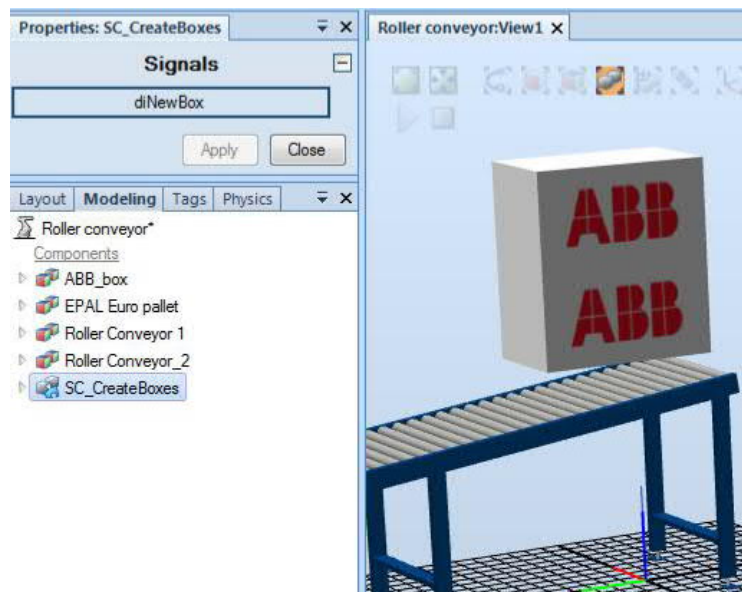 Properties: SC_CreateBoxes
Signals
diNewBox
Apply
Close
Layout Modeling Tags Physics
Roller conveyor*
Components
ABB_box
EPAL Euro pallet
Roller Conveyor 1
Roller Conveyor_2
SC_CreateBoxes
Roller conveyor:View1
ABB
ABB